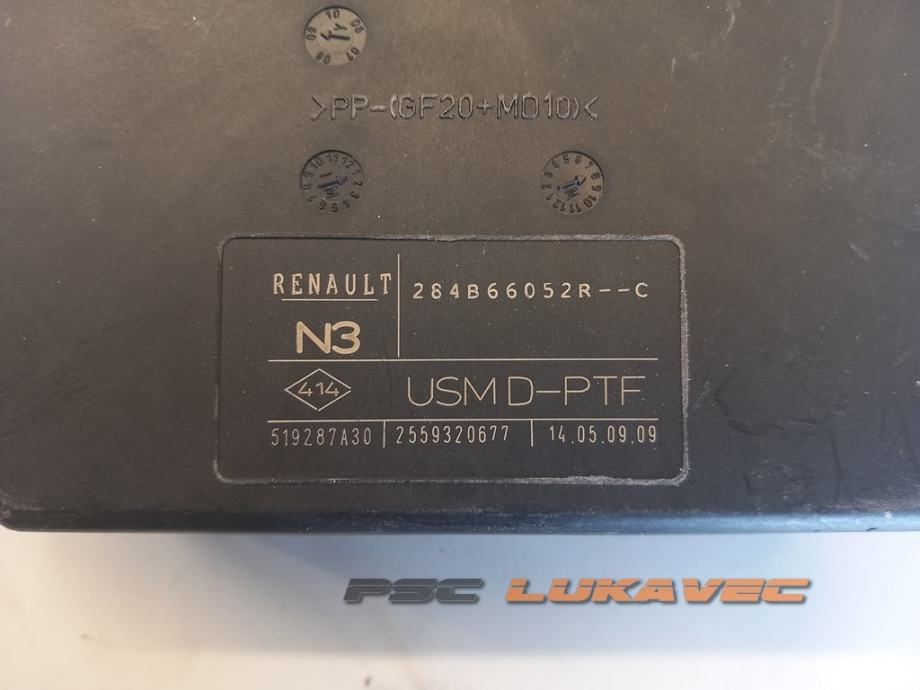 >PP-(GF20+MD10)<
RENAULT
284B66052R--C
N3
414
USM D-PTF
519287A30 2559320677 14.05.09.09
PSC LUKAVEC